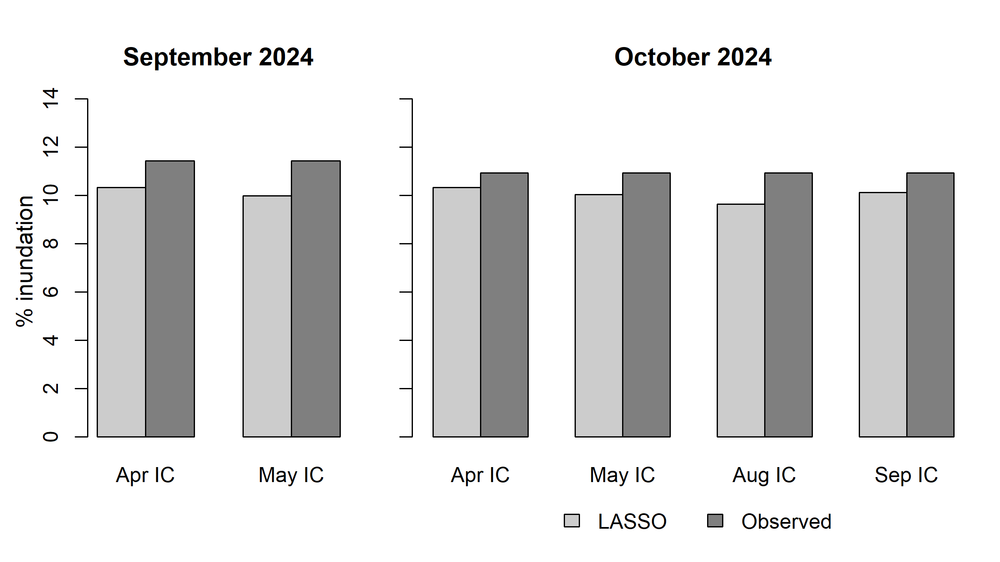 September 2024
October 2024
% inundation
14
12
10
8
6
4
2
0
Apr IC
May IC
Apr IC
May IC
Aug IC
Sep IC
LASSO
Observed